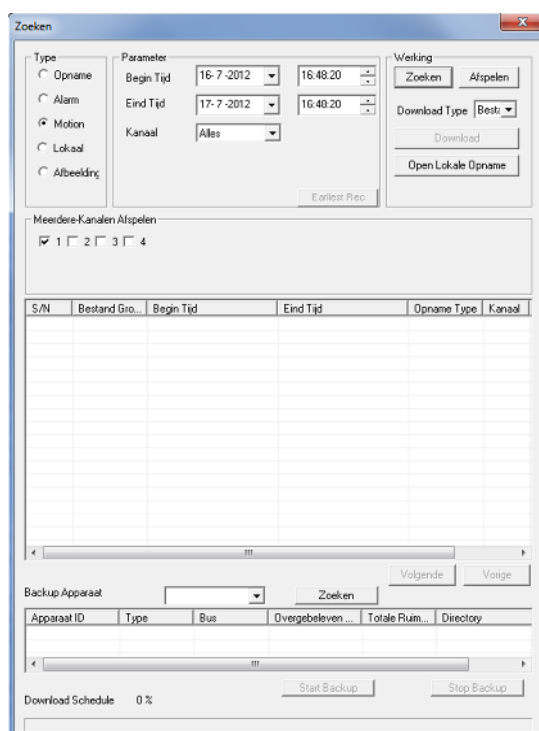 Zoeken
Type
Opname
Alarm
Motion
Lokaal
Afbeelding
Parameter
Begin Tijd 16- 7 -2012 16:48:20
Eind Tijd 17- 7 -2012 16:48:20
Kanaal Alles
Earliest Rec
Werking
Zoeken Afspelen
Download Type Besta
Download
Open Lokale Opname
Meerdere-Kanalen Afspelen
1 2 3 4
S/N Bestand Gro... Begin Tijd Eind Tijd Opname Type Kanaal
Volgende Vorige
Backup Apparaat Zoeken
Apparaat ID Type Bus Overgebeleven ... Totale Ruim... Directory
Start Backup Stop Backup
Download Schedule 0 %